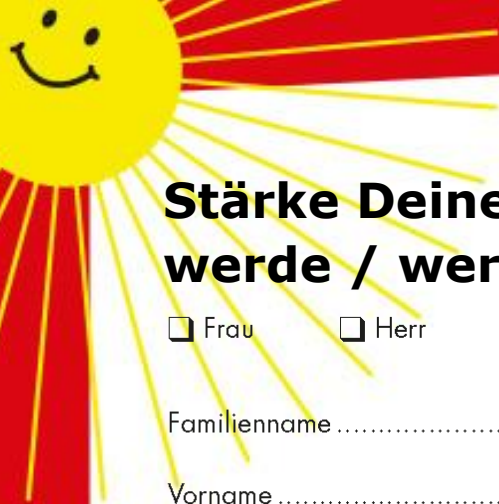 Stärke Deine
werde / wer
❏ Frau ❏ Herr
Familienname ....................
Vorname ..........................